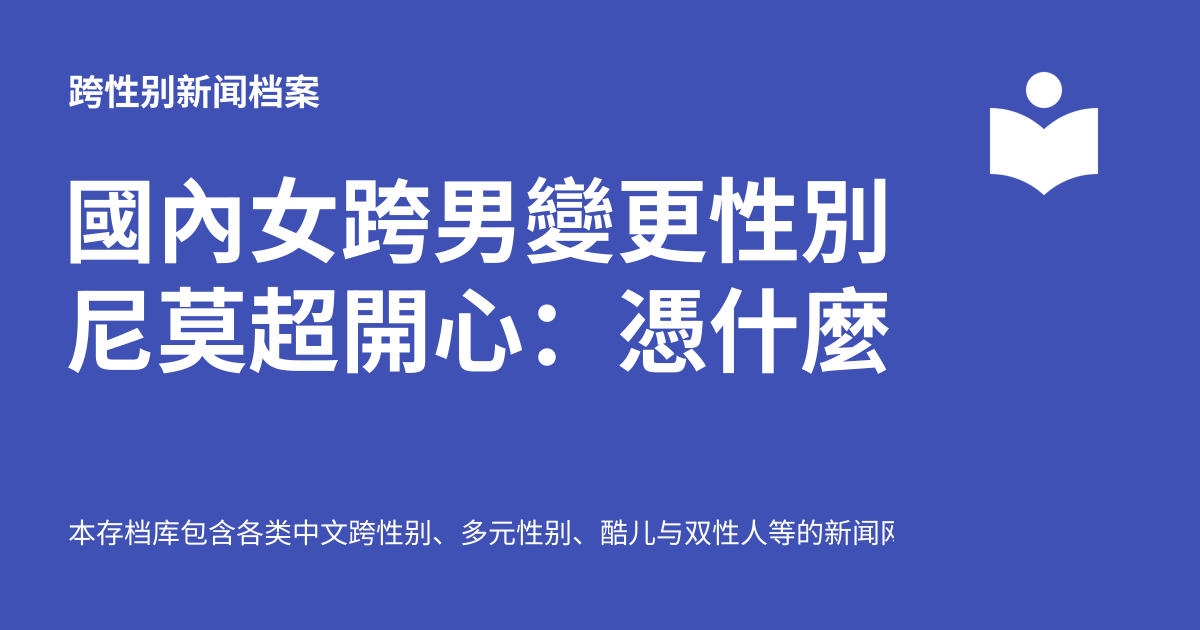 跨性别新闻档案
國內女跨男變更性別
尼莫超開心：憑什麼
本存档库包含各类中文跨性别、多元性别、酷儿与双性人等的新闻网